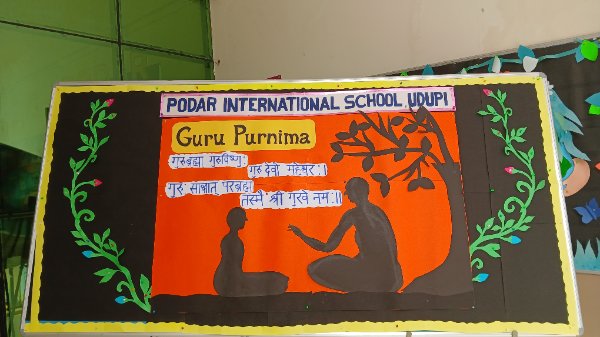 PODAR INTERNATIONAL SCHOOL, UDUPI
Guru Purnima
गुरुब्रह्मा गुरुर्विष्णुः
गुरु र्देवो महेश्वरः।
गुरुः साक्षात् परब्रह्म
तस्मै श्री गुरवे नमः॥